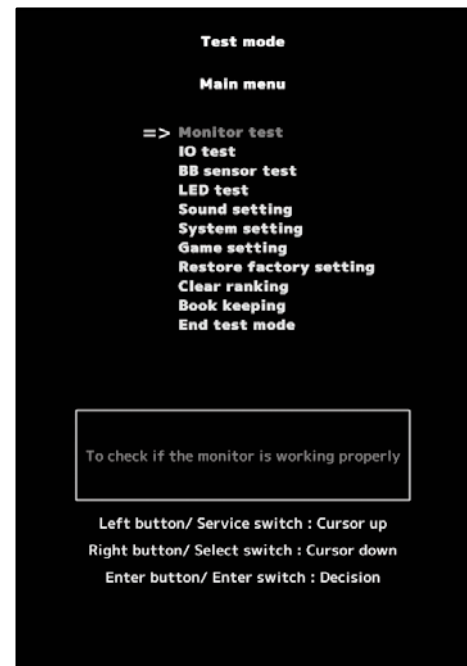 Test mode
Main menu
=> Monitor test
IO test
BB sensor test
LED test
Sound setting
System setting
Game setting
Restore factory setting
Clear ranking
Book keeping
End test mode
To check if the monitor is working properly
Left button/ Service switch : Cursor up
Right button/ Select switch : Cursor down
Enter button/ Enter switch : Decision